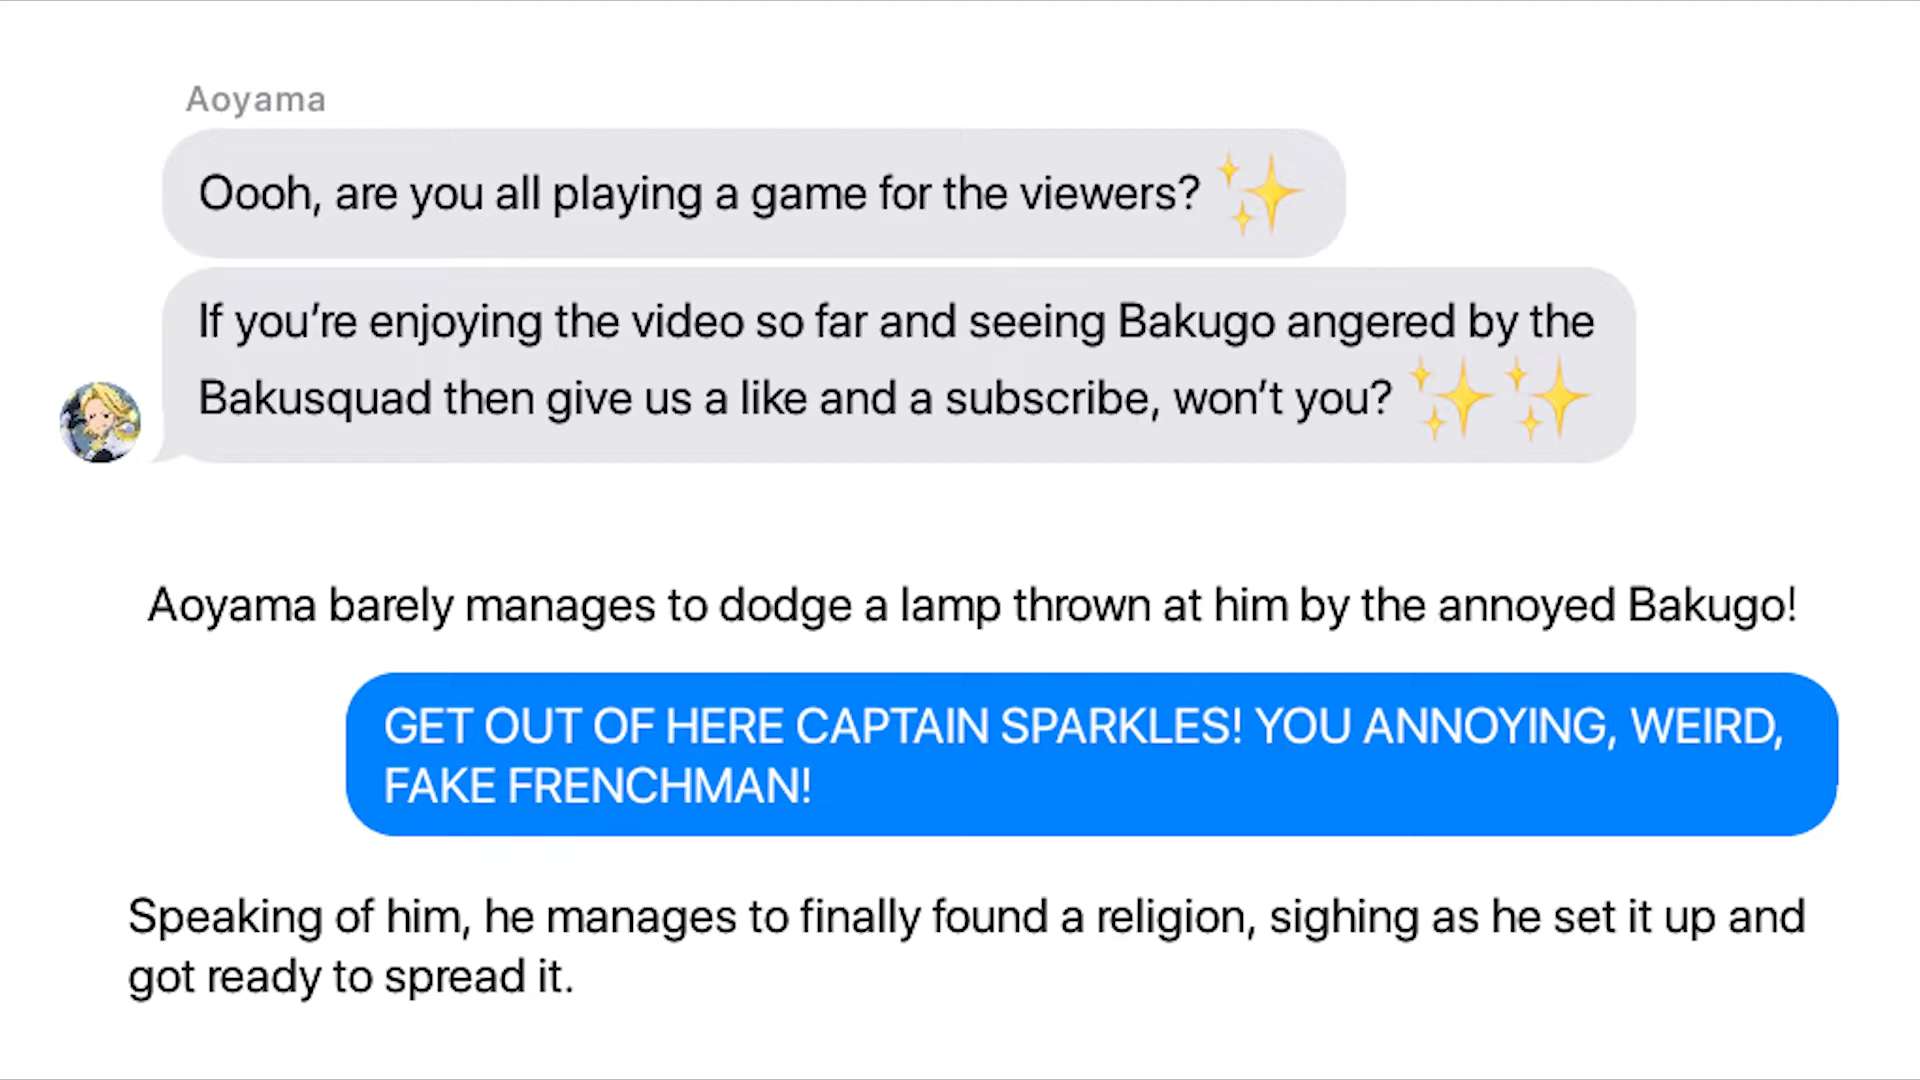 Aoyama
Oooh, are you all playing a game for the viewers? ✨
If you’re enjoying the video so far and seeing Bakugo angered by the
Bakusquad then give us a like and a subscribe, won’t you? ✨✨
Aoyama barely manages to dodge a lamp thrown at him by the annoyed Bakugo!
GET OUT OF HERE CAPTAIN SPARKLES! YOU ANNOYING, WEIRD,
FAKE FRENCHMAN!
Speaking of him, he manages to finally found a religion, sighing as he set it up and
got ready to spread it.